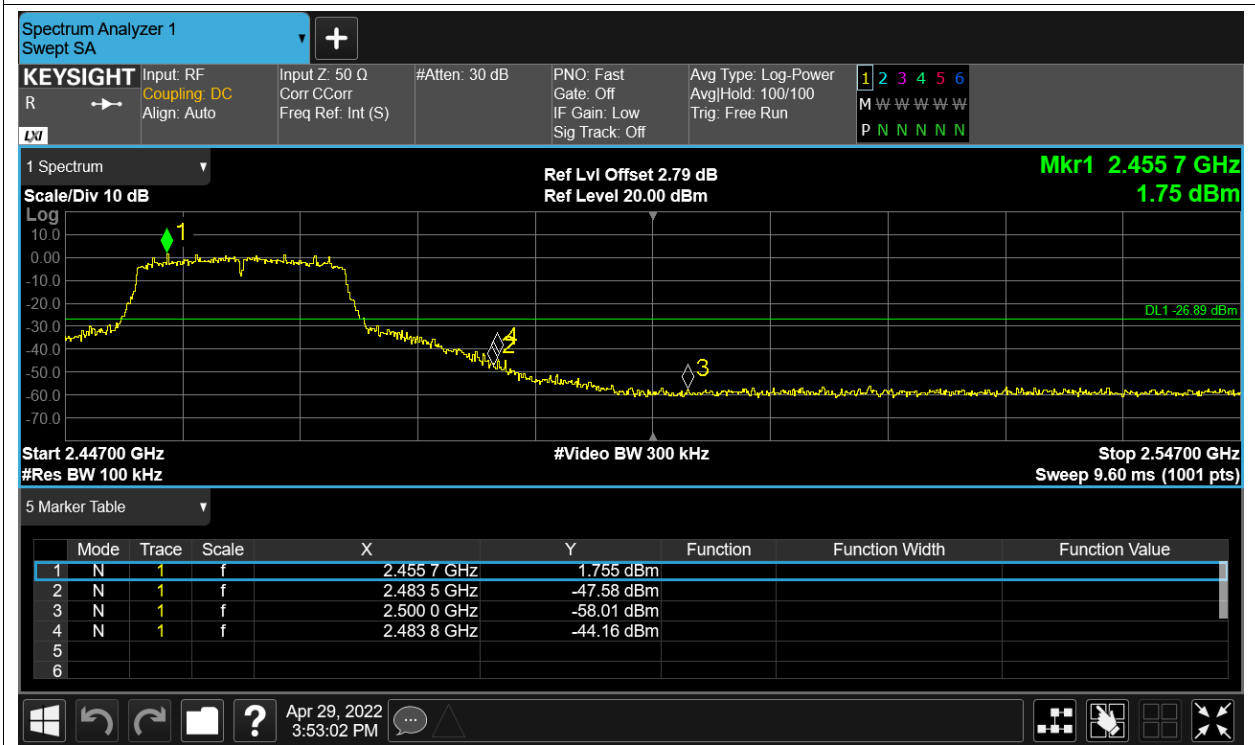 Spectrum Analyzer 1
Swept SA
+
KEYSIGHT Input: RF Input Z: 50 Ω #Atten: 30 dB PNO: Fast Avg Type: Log-Power 1 2 3 4 5 6
R Coupling: DC Corr CCorr Gate: Off Avg|Hold: 100/100 M W W W W W
Align: Auto Freq Ref: Int (S) IF Gain: Low Trig: Free Run
LXI Sig Track: Off P N N N N N
1 Spectrum Ref Lvl Offset 2.79 dB Mkr1 2.455 7 GHz
Scale/Div 10 dB Ref Level 20.00 dBm 1.75 dBm
Log
1
10.0
0.00
-10.0
-20.0
DL1 -26.89 dBm
-30.0
4
-40.0
2
-50.0
3
-60.0
-70.0
Start 2.44700 GHz #Video BW 300 kHz Stop 2.54700 GHz
#Res BW 100 kHz Sweep 9.60 ms (1001 pts)
5 Marker Table
Mode Trace Scale X Y Function Function Width Function Value
1 N 1 f 2.455 7 GHz 1.755 dBm
2 N 1 f 2.483 5 GHz -47.58 dBm
3 N 1 f 2.500 0 GHz -58.01 dBm
4 N 1 f 2.483 8 GHz -44.16 dBm
5
6
? Apr 29, 2022
3:53:02 PM